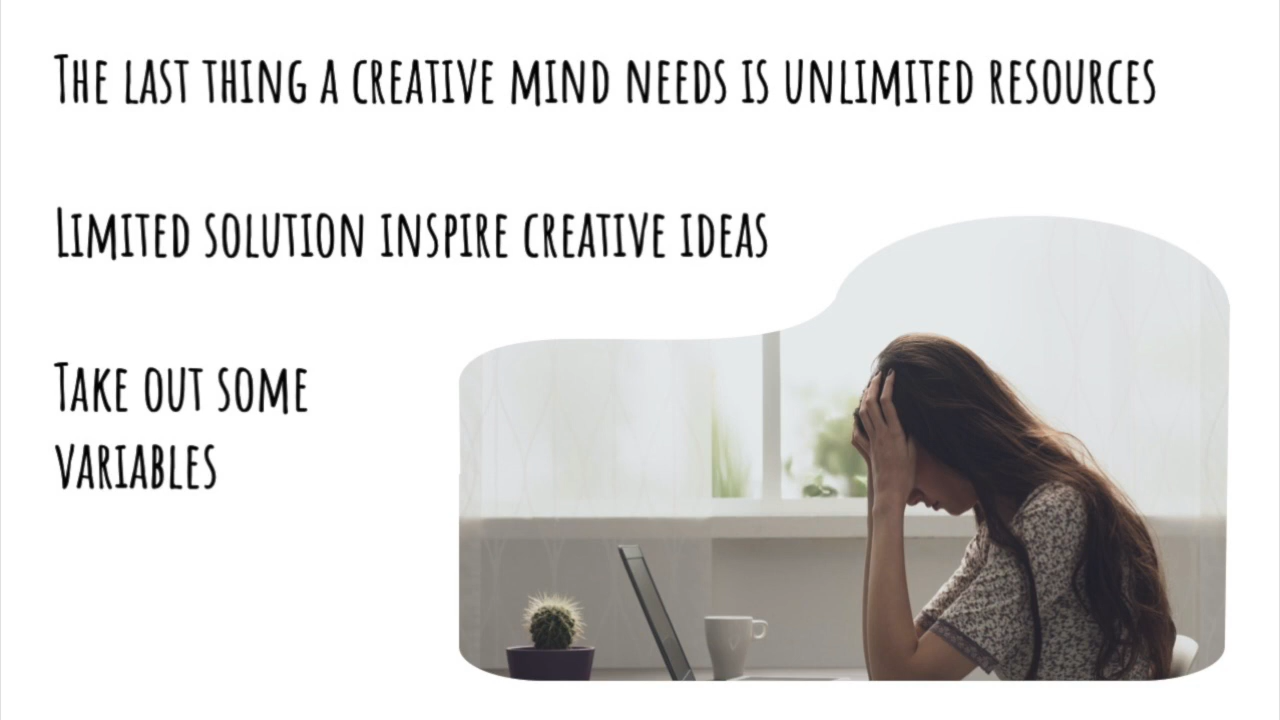 The last thing a creative mind needs is unlimited resources
Limited solution inspire creative ideas
Take out some
variables